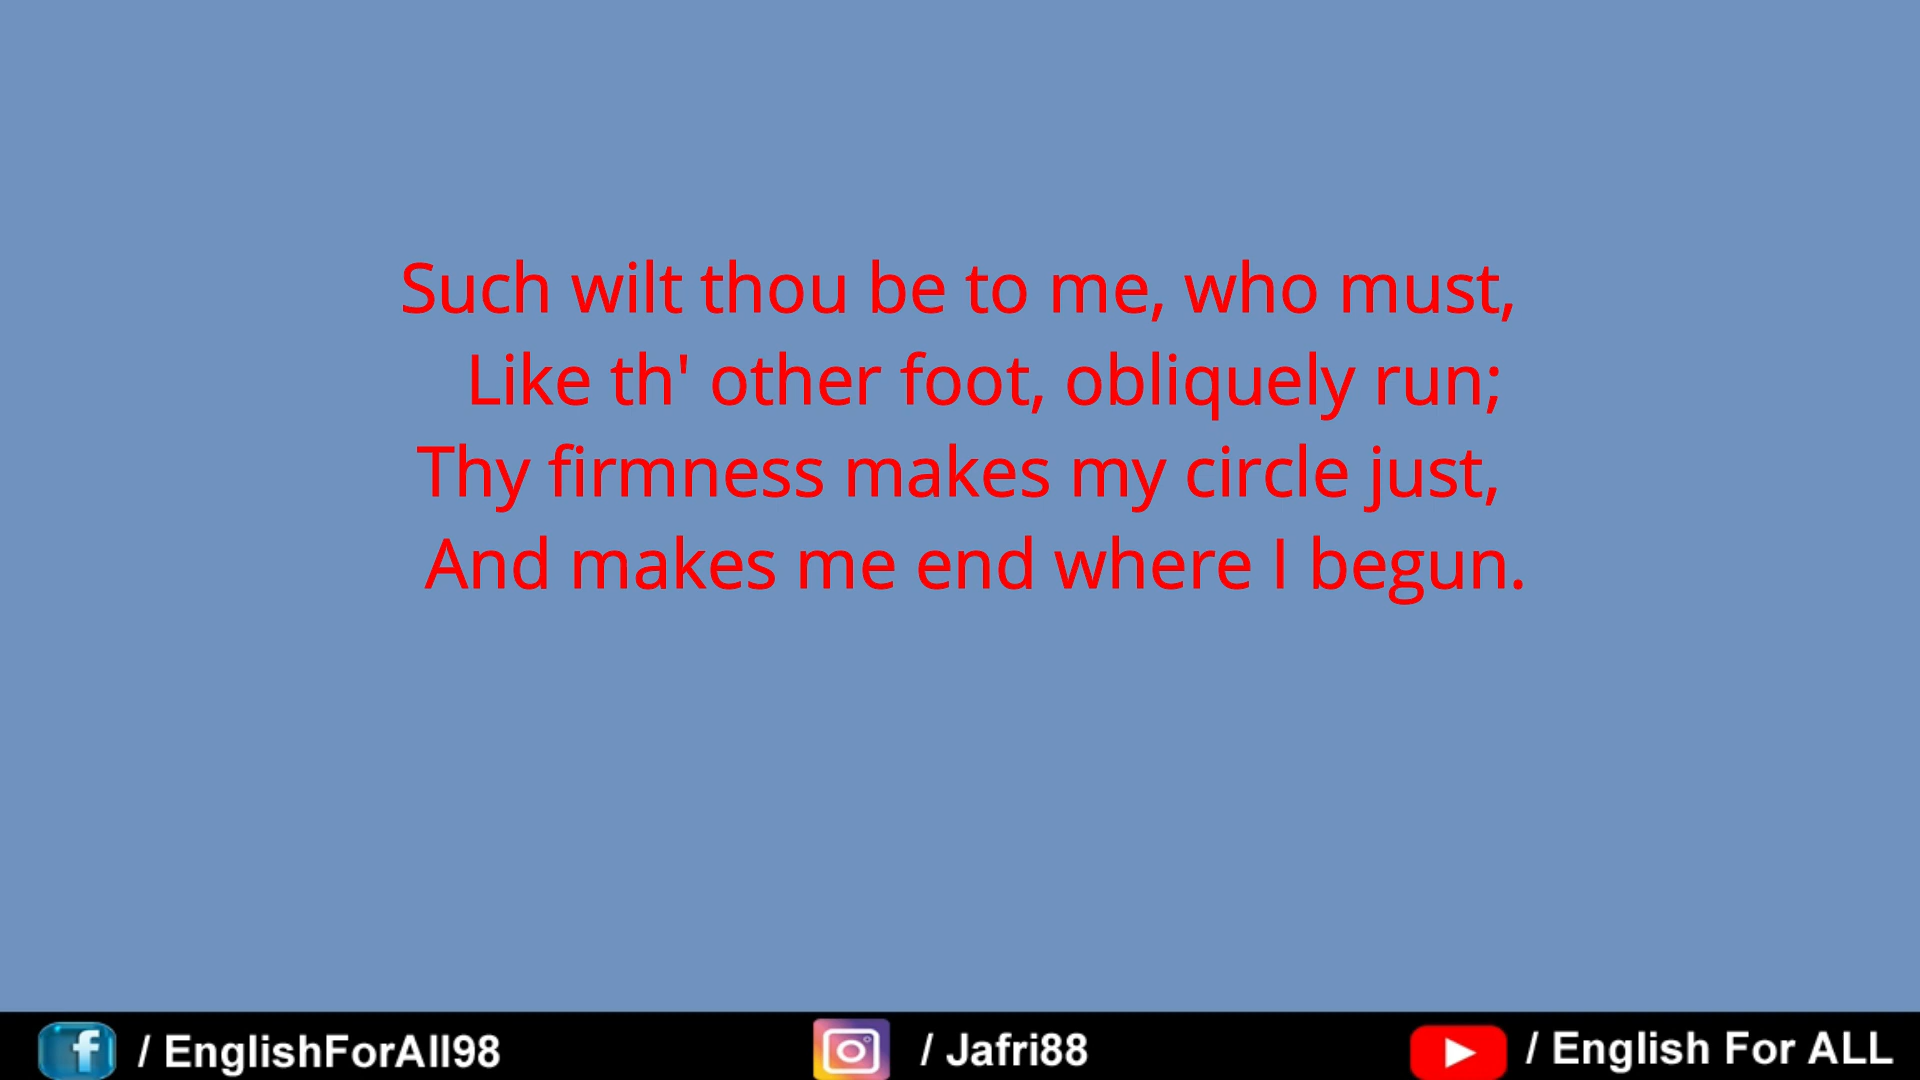 Such wilt thou be to me, who must,
Like th' other foot, obliquely run;
Thy firmness makes my circle just,
And makes me end where I begun.
/ EnglishForAll98
/ Jafri88
/ English For ALL